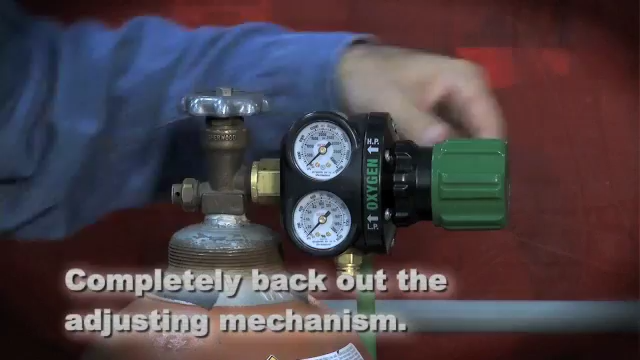 H.P.
OXYGEN
L.P.
Completely back out the
adjusting mechanism.